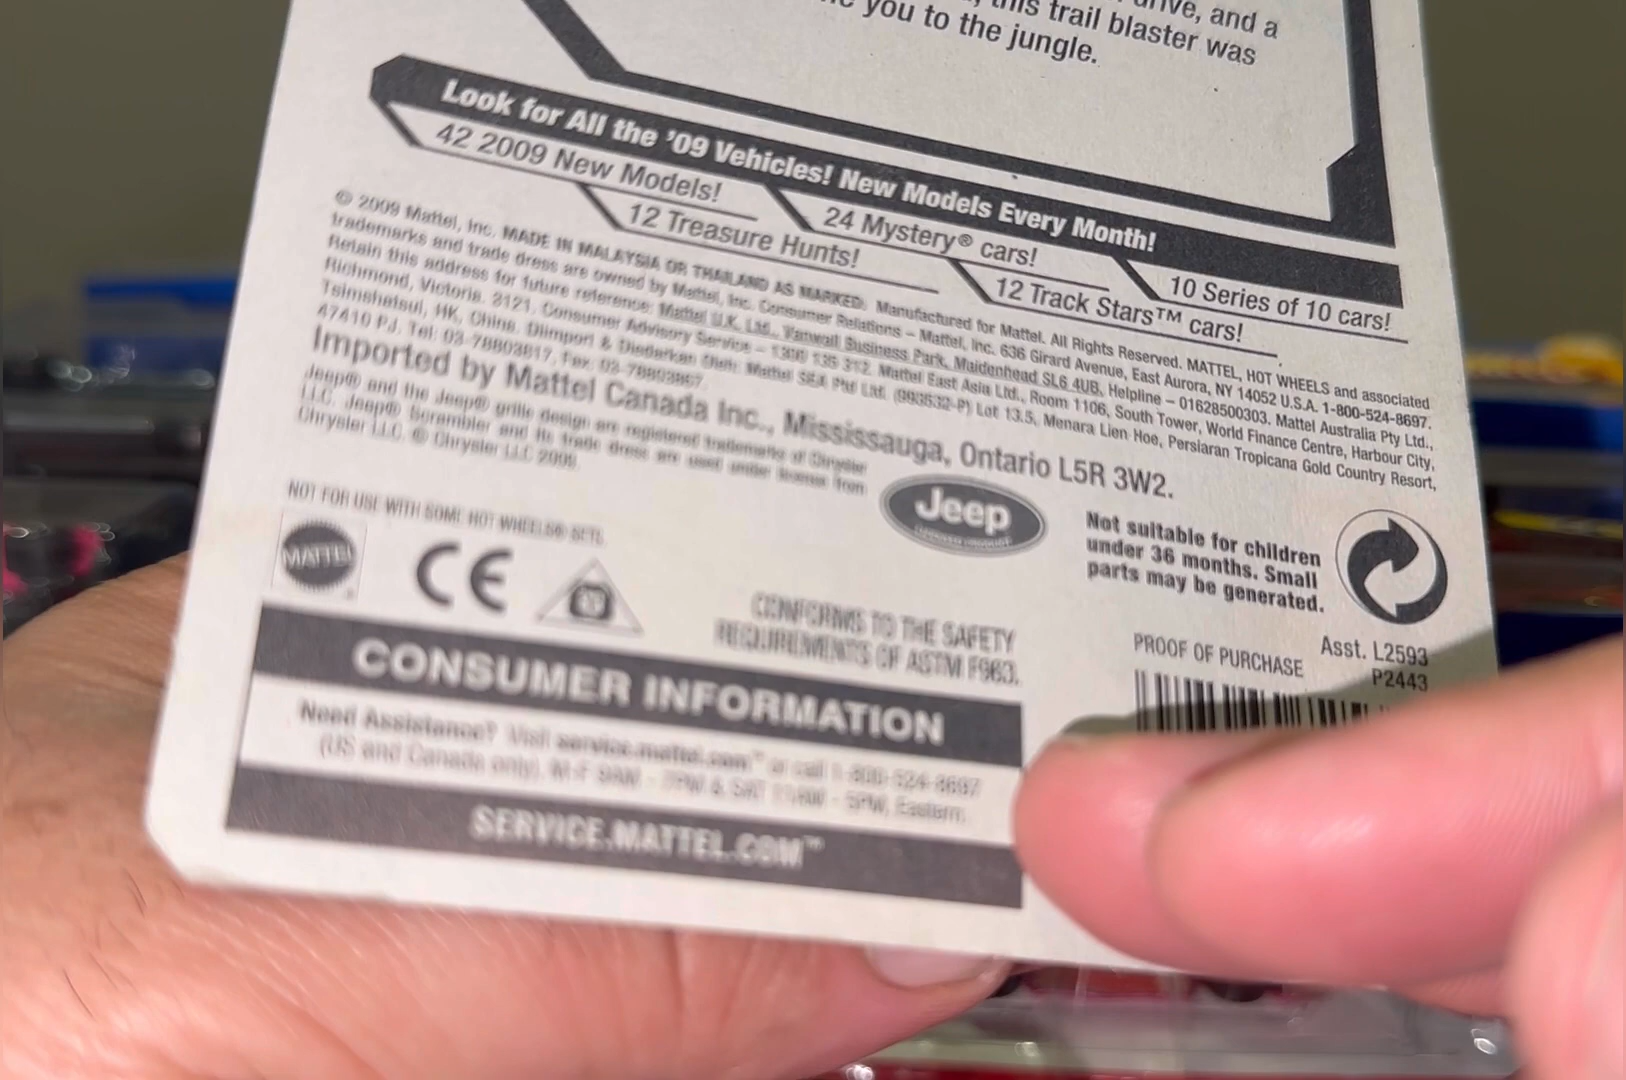 drive, and a
this trail blaster was
you to the jungle.
Look for All the '09 Vehicles! New Models Every Month!
42 2009 New Models!
24 Mystery® cars!
10 Series of 10 cars!
12 Treasure Hunts!
12 Track Stars™ cars!
© 2009 Mattel, Inc. MADE IN MALAYSIA OR THAILAND AS MARKED. Manufactured for Mattel. All Rights Reserved. MATTEL, HOT WHEELS and associated
trademarks and trade dress are owned by Mattel, Inc. Consumer Relations – Mattel, Inc. 636 Girard Avenue, East Aurora, NY 14052 U.S.A. 1-800-524-8697.
Retain this address for future reference: Mattel U.K. Ltd., Vanwall Business Park, Maidenhead SL6 4UB, Helpline – 01628500303. Mattel Australia Pty Ltd.,
Richmond, Victoria. 3121. Consumer Advisory Service – 1300 135 312. Mattel East Asia Ltd., Room 1106, South Tower, World Finance Centre, Harbour City,
Tsimshatsui, HK, China. Diimport & Diedarkan Oleh: Mattel SEA Ptd Ltd. (993532-P) Lot 13.5, Menara Lien Hoe, Persiaran Tropicana Gold Country Resort,
47410 PJ. Tel: 03-78803817, Fax: 03-78803867.
Imported by Mattel Canada Inc., Mississauga, Ontario L5R 3W2.
Jeep® and the Jeep® grille design are registered trademarks of Chrysler
LLC. Jeep® Scrambler and its trade dress are used under license from
Chrysler LLC. © Chrysler LLC 2009.
Jeep
NOT FOR USE WITH SOME HOT WHEELS® SETS.
MATTEL
CE
Not suitable for children
under 36 months. Small
parts may be generated.
CONFORMS TO THE SAFETY
REQUIREMENTS OF ASTM F963.
PROOF OF PURCHASE
Asst. L2593
P2443
CONSUMER INFORMATION
Need Assistance? Visit service.mattel.com™ or call 1-800-524-8697
(US and Canada only), M-F 9AM - 7PM & SAT 11AM - 5PM, Eastern.
SERVICE.MATTEL.COM™